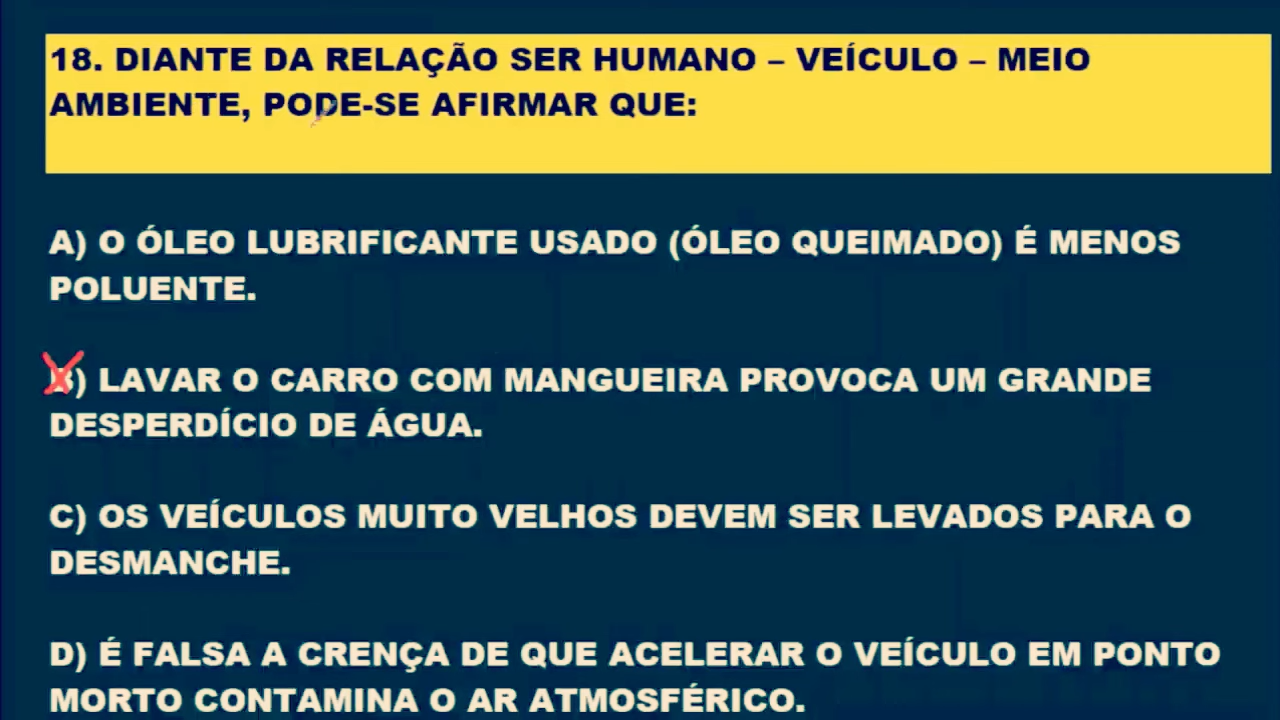 18. DIANTE DA RELAÇÃO SER HUMANO – VEÍCULO – MEIO
AMBIENTE, PODE-SE AFIRMAR QUE:
A) O ÓLEO LUBRIFICANTE USADO (ÓLEO QUEIMADO) É MENOS
POLUENTE.
B) LAVAR O CARRO COM MANGUEIRA PROVOCA UM GRANDE
DESPERDÍCIO DE ÁGUA.
C) OS VEÍCULOS MUITO VELHOS DEVEM SER LEVADOS PARA O
DESMANCHE.
D) É FALSA A CRENÇA DE QUE ACELERAR O VEÍCULO EM PONTO
MORTO CONTAMINA O AR ATMOSFÉRICO.